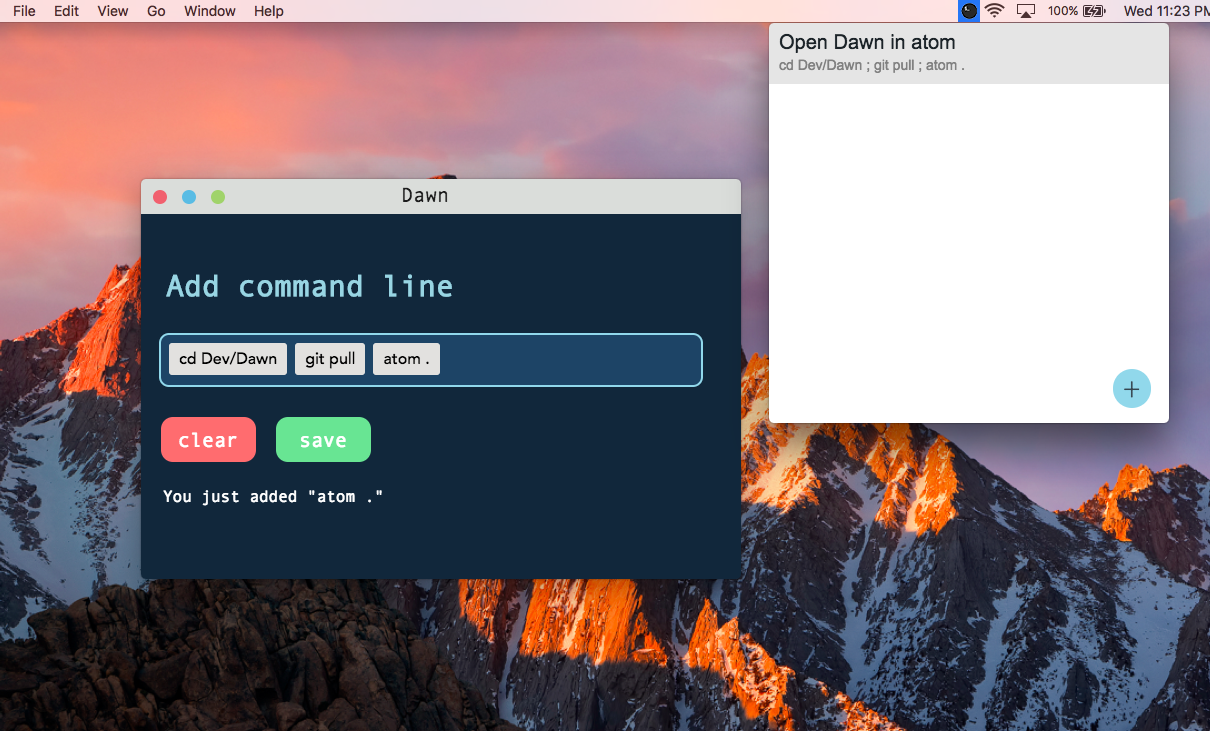 File Edit View Go Window Help 100% Wed 11:23 PM
Open Dawn in atom
cd Dev/Dawn ; git pull ; atom .
Dawn
Add command line
cd Dev/Dawn git pull atom .
clear save
You just added "atom ."